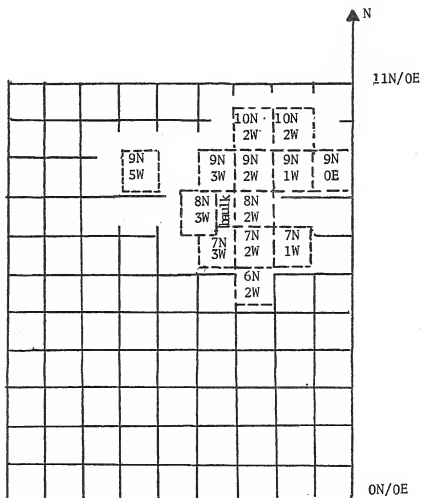 N
11N/0E
10N · 10N
2W· 2W
9N 9N 9N 9N 9N
5W 3W 2W 1W 0E
8N baulk 8N
3W 2W
7N 7N 7N
3W 2W 1W
6N
2W
0N/0E